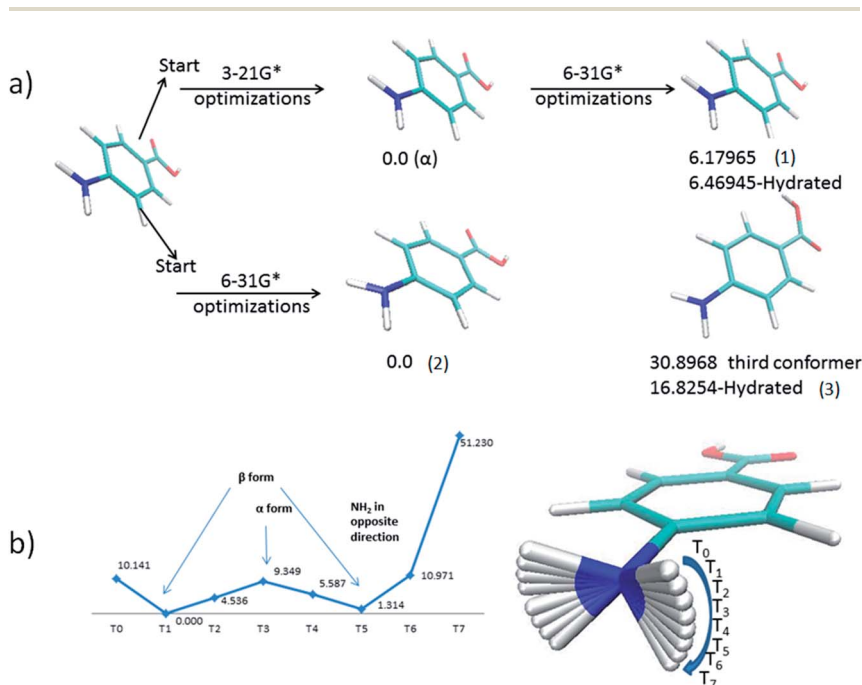 a)
Start
3-21G*
optimizations
0.0 (α)
6-31G*
optimizations
6.17965 (1)
6.46945-Hydrated
Start
6-31G*
optimizations
0.0 (2)
30.8968 third conformer
16.8254-Hydrated (3)
b)
β form
α form
NH₂ in
opposite
direction
10.141
0.000
4.536
9.349
5.587
1.314
10.971
51.230
T0 T1 T2 T3 T4 T5 T6 T7
T₀
T₁
T₂
T₃
T₄
T₅
T₆
T₇